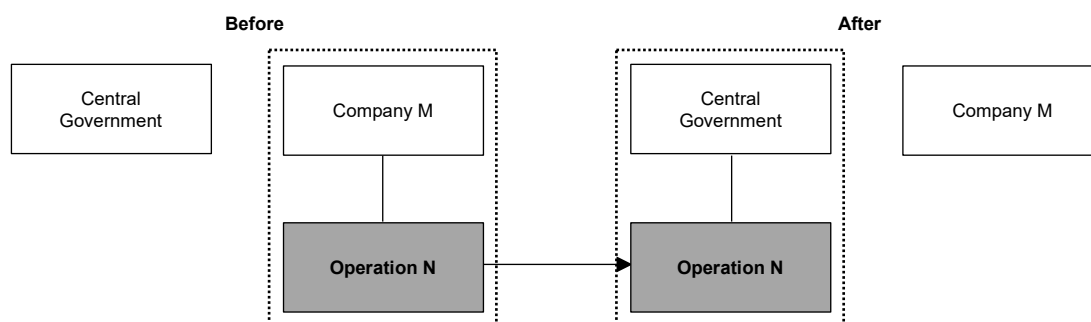 Before
After
Central
Government
Company M
Central
Government
Company M
Operation N
Operation N